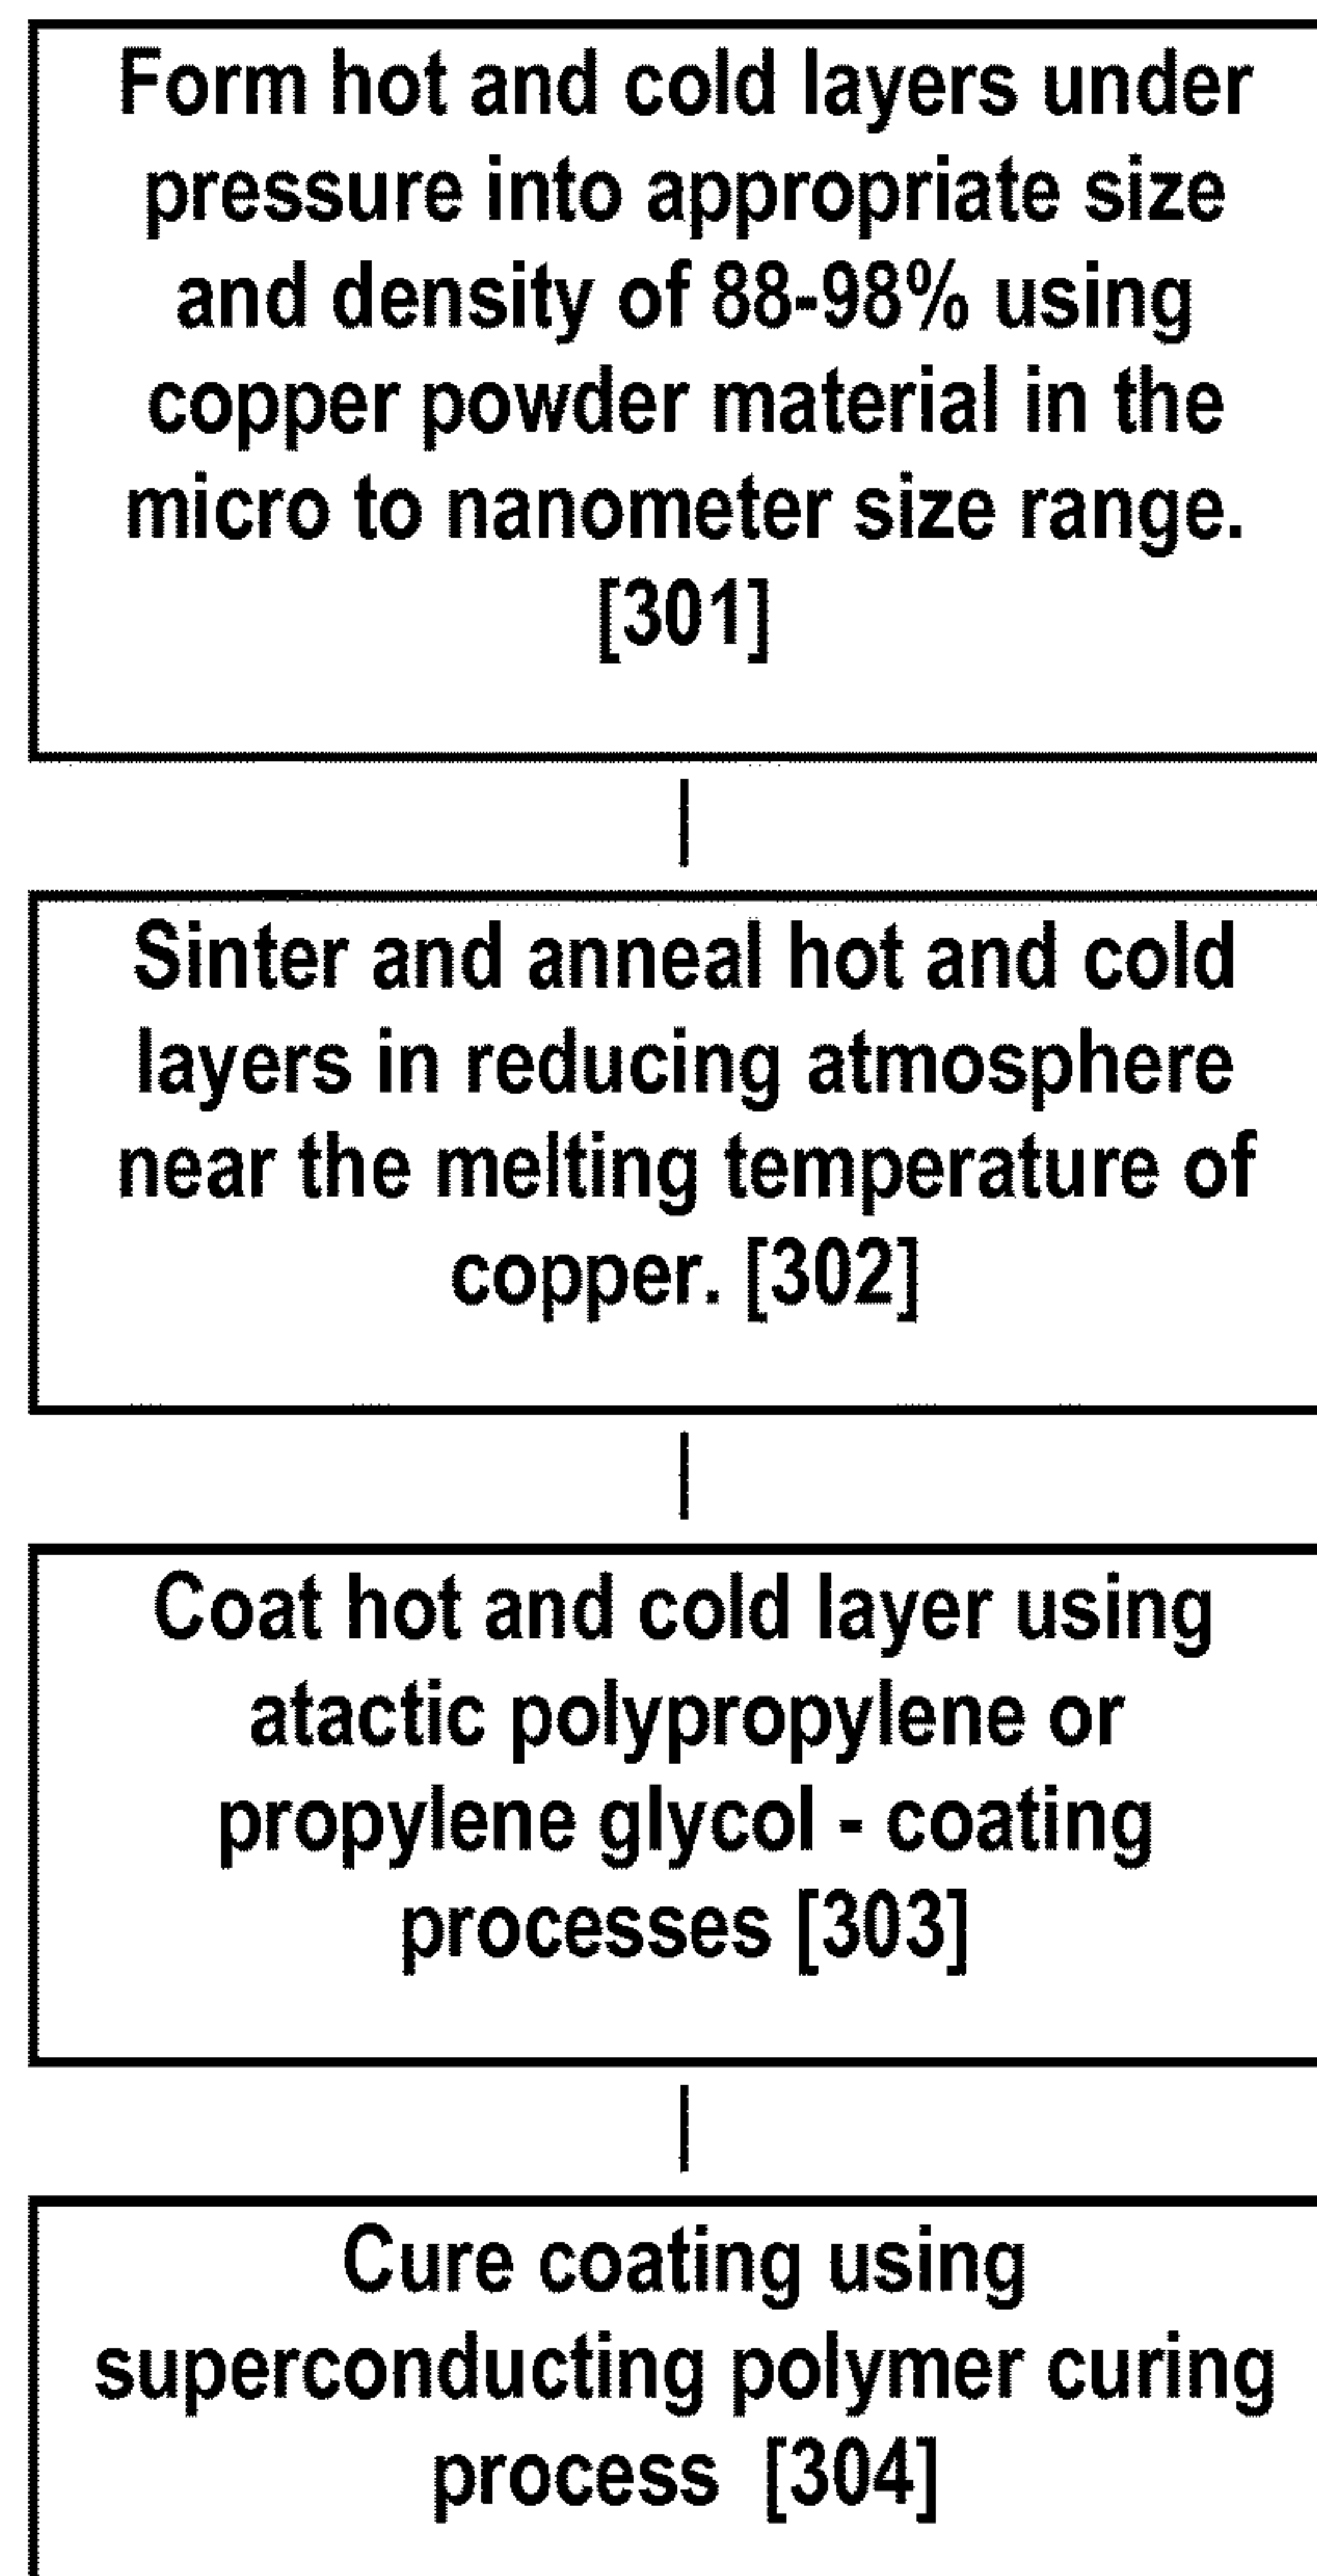 Form hot and cold layers under
pressure into appropriate size
and density of 88-98% using
copper powder material in the
micro to nanometer size range.
[301]
Sinter and anneal hot and cold
layers in reducing atmosphere
near the melting temperature of
copper. [302]
Coat hot and cold layer using
atactic polypropylene or
propylene glycol - coating
processes [303]
Cure coating using
superconducting polymer curing
process [304]